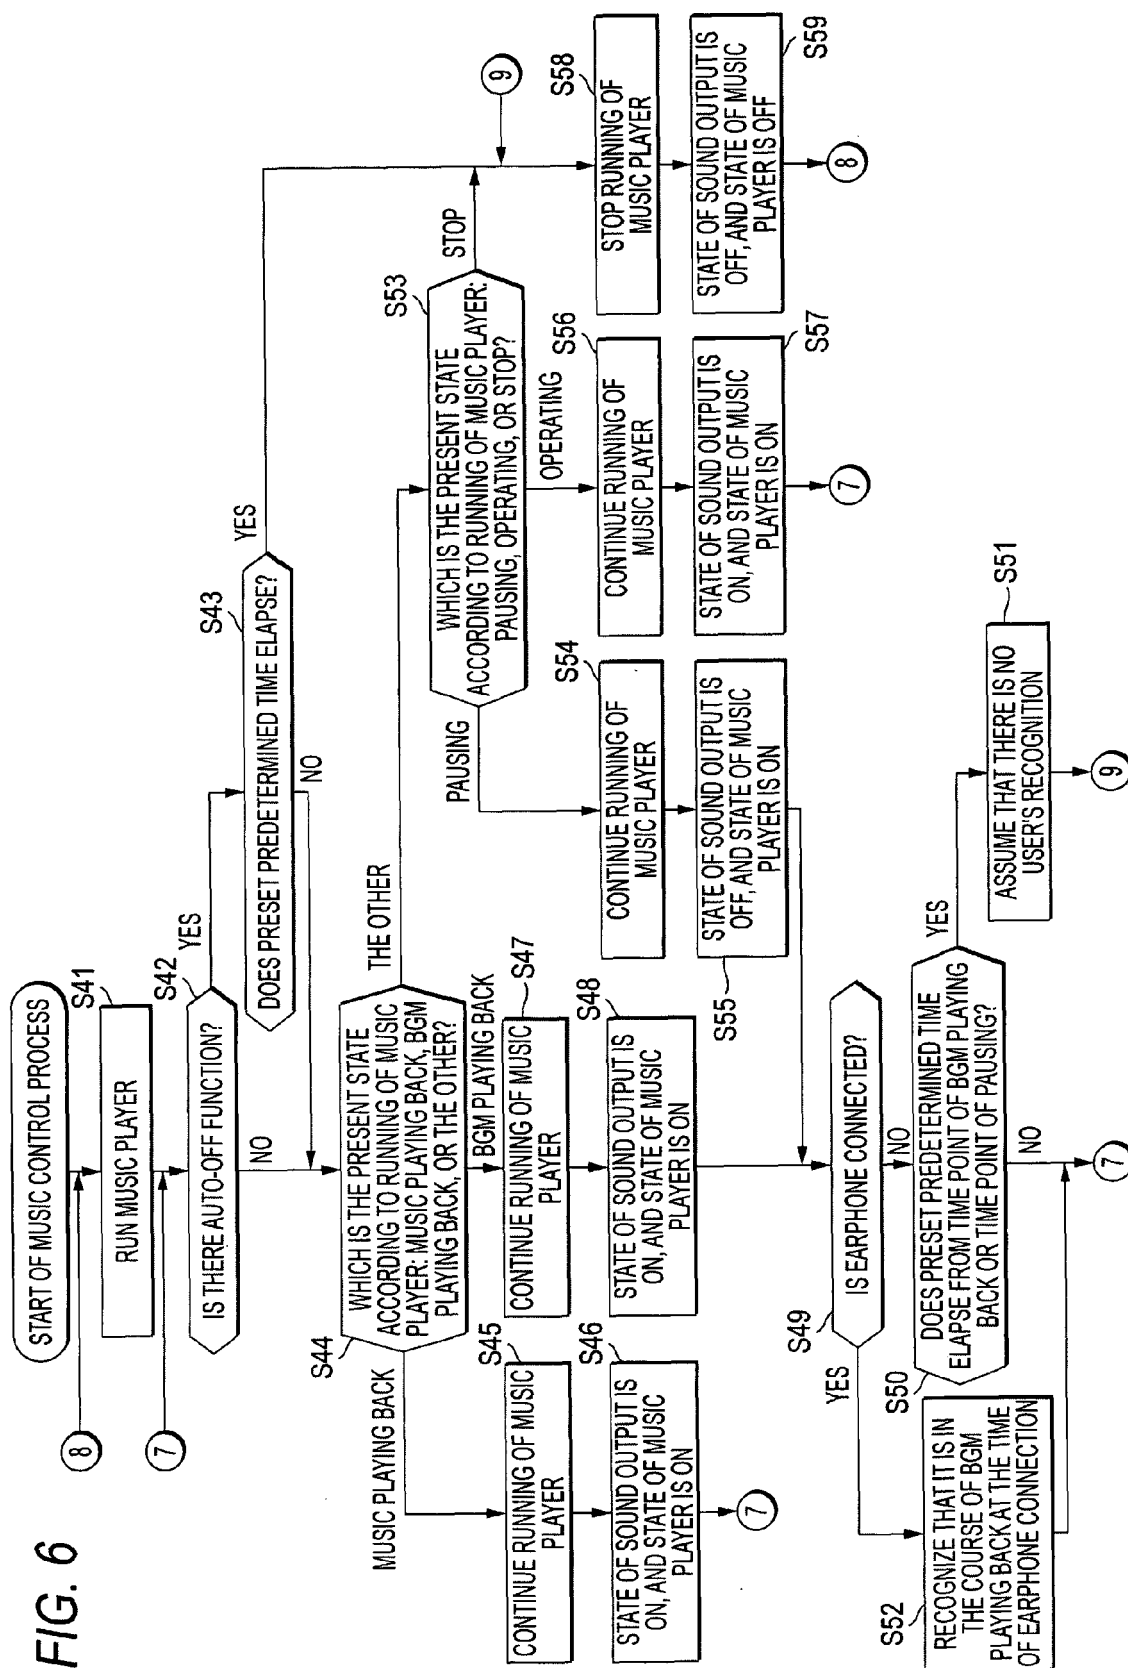 FIG. 6
START OF MUSIC CONTROL PROCESS
8
S41
RUN MUSIC PLAYER
7
S42
IS THERE AUTO-OFF FUNCTION?
YES
NO
S43
DOES PRESET PREDETERMINED TIME ELAPSE?
YES
NO
S44
WHICH IS THE PRESENT STATE
ACCORDING TO RUNNING OF MUSIC
PLAYER: MUSIC PLAYING BACK, BGM
PLAYING BACK, OR THE OTHER?
MUSIC PLAYING BACK
BGM PLAYING BACK
THE OTHER
S45
CONTINUE RUNNING OF MUSIC
PLAYER
S46
STATE OF SOUND OUTPUT IS
ON, AND STATE OF MUSIC
PLAYER IS ON
7
S47
CONTINUE RUNNING OF MUSIC
PLAYER
S48
STATE OF SOUND OUTPUT IS
ON, AND STATE OF MUSIC
PLAYER IS ON
S53
WHICH IS THE PRESENT STATE
ACCORDING TO RUNNING OF MUSIC PLAYER:
PAUSING, OPERATING, OR STOP?
PAUSING
OPERATING
STOP
9
S54
CONTINUE RUNNING OF
MUSIC PLAYER
S55
STATE OF SOUND OUTPUT IS
OFF, AND STATE OF MUSIC
PLAYER IS ON
S56
CONTINUE RUNNING OF
MUSIC PLAYER
S57
STATE OF SOUND OUTPUT IS
ON, AND STATE OF MUSIC
PLAYER IS ON
7
S58
STOP RUNNING OF
MUSIC PLAYER
S59
STATE OF SOUND OUTPUT IS
OFF, AND STATE OF MUSIC
PLAYER IS OFF
8
S49
IS EARPHONE CONNECTED?
YES
NO
S50
DOES PRESET PREDETERMINED TIME
ELAPSE FROM TIME POINT OF BGM PLAYING
BACK OR TIME POINT OF PAUSING?
YES
NO
S51
ASSUME THAT THERE IS NO
USER'S RECOGNITION
9
S52
RECOGNIZE THAT IT IS IN
THE COURSE OF BGM
PLAYING BACK AT THE TIME
OF EARPHONE CONNECTION
7